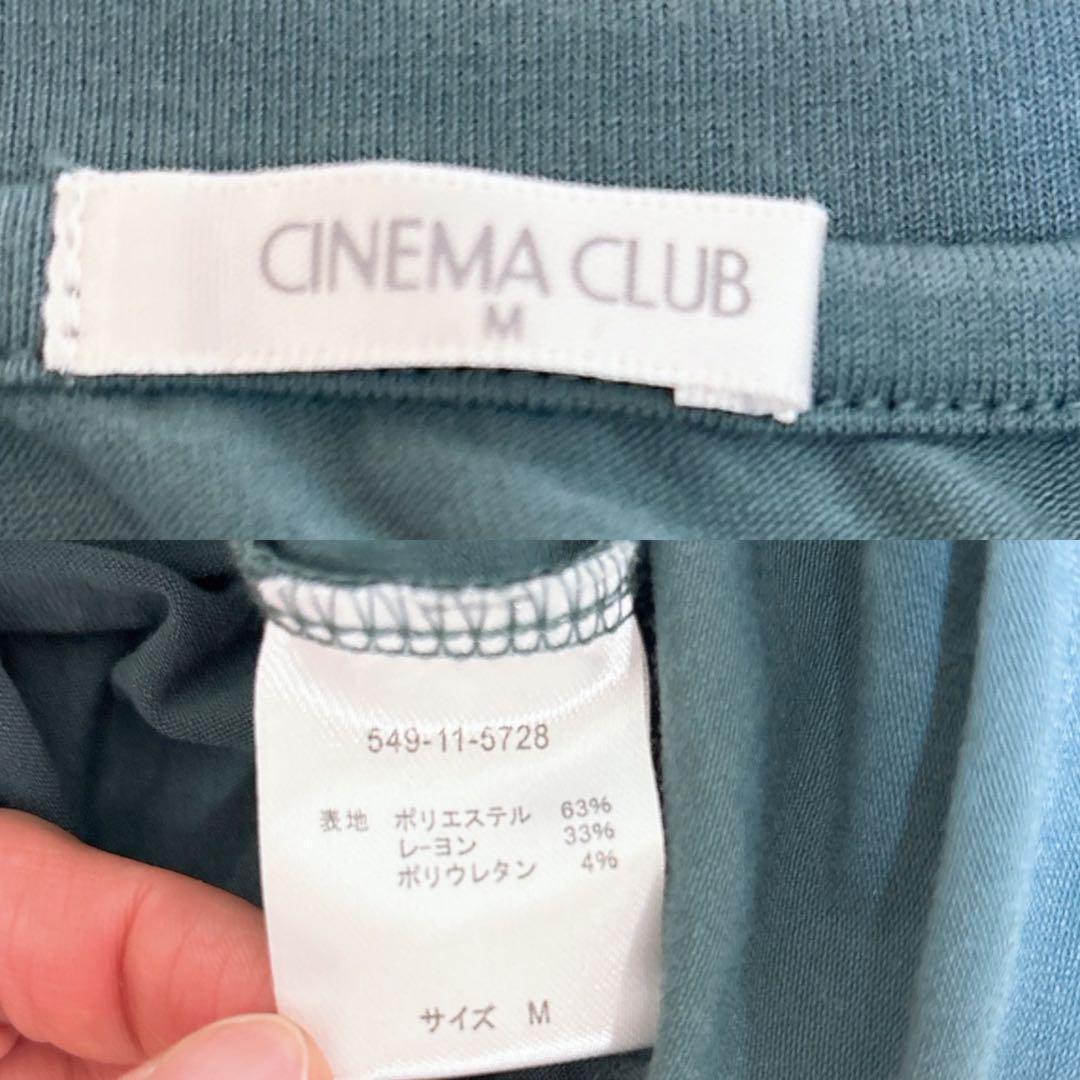 CINEMA CLUB
M
549-11-5728
表地 ポリエステル 63%
レーヨン 33%
ポリウレタン 4%
サイズ M